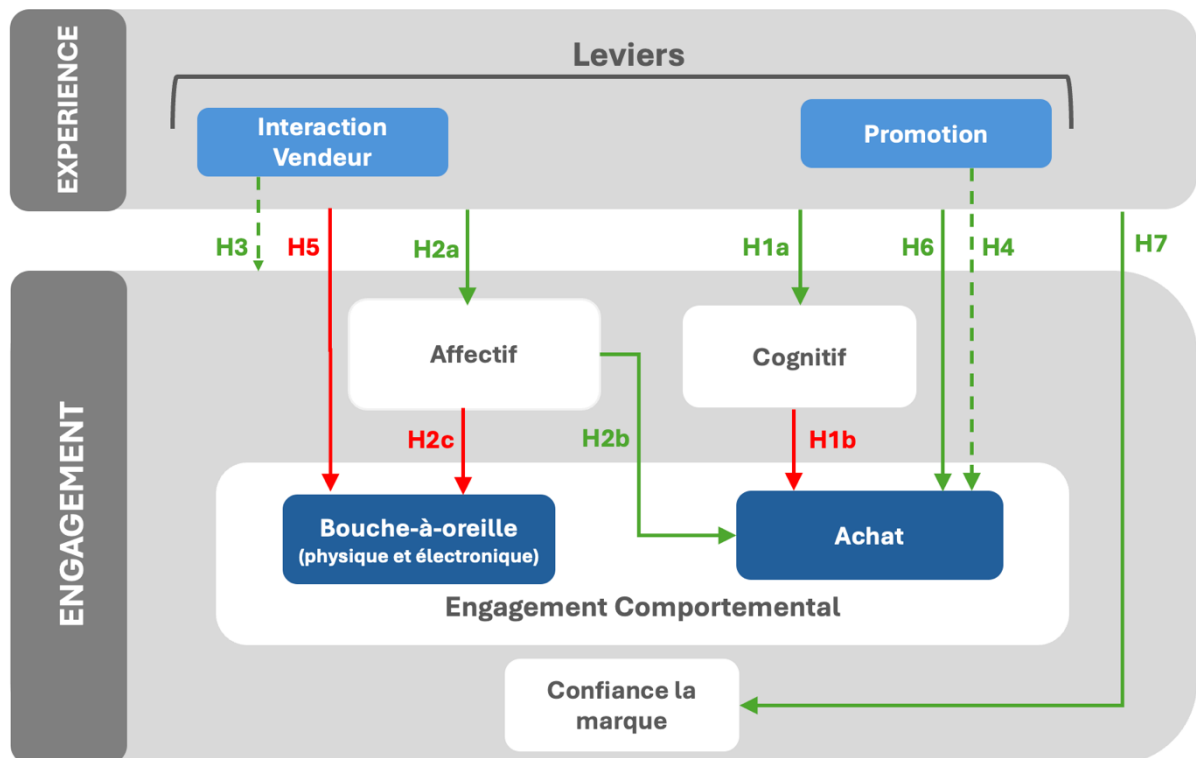 EXPERIENCE
Leviers
Interaction
Vendeur
Promotion
H3
H5
H2a
H1a
H6
H4
H7
ENGAGEMENT
Affectif
Cognitif
H2c
H2b
H1b
Bouche-à-oreille
(physique et électronique)
Achat
Engagement Comportemental
Confiance la
marque